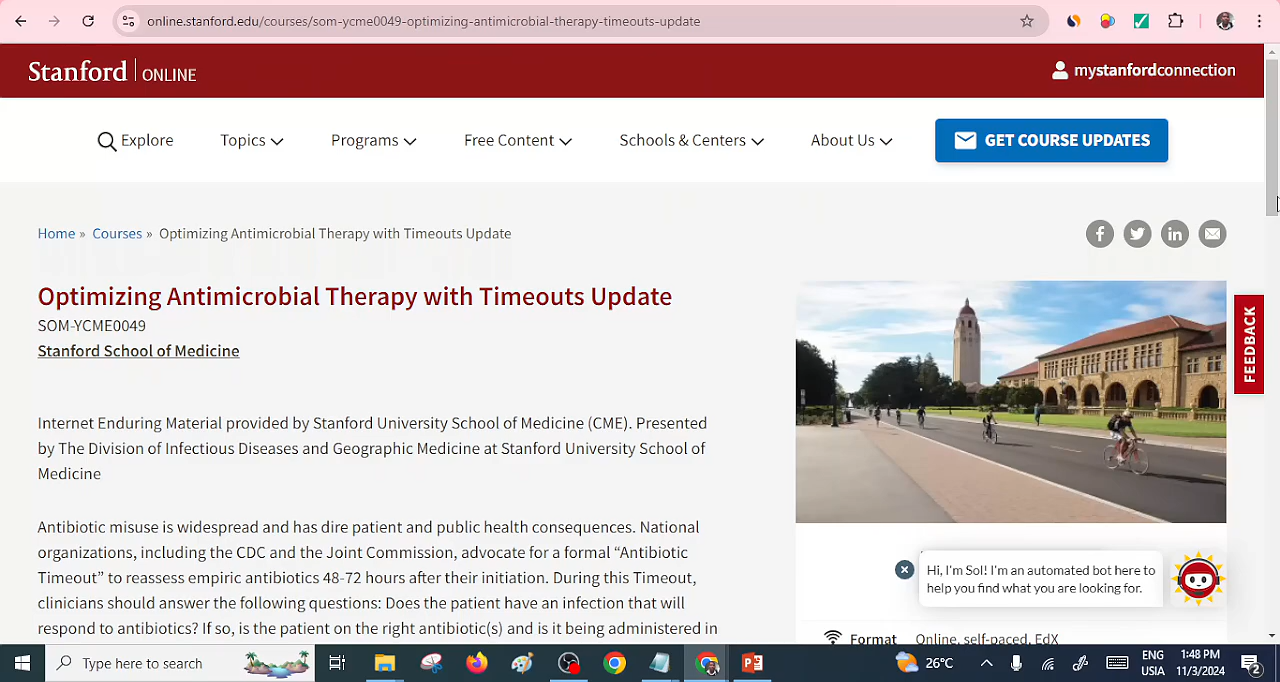 online.stanford.edu/courses/som-ycme0049-optimizing-antimicrobial-therapy-timeouts-update
Stanford | ONLINE
mystanfordconnection
Explore
Topics
Programs
Free Content
Schools & Centers
About Us
GET COURSE UPDATES
Home » Courses » Optimizing Antimicrobial Therapy with Timeouts Update
FEEDBACK
Optimizing Antimicrobial Therapy with Timeouts Update
SOM-YCME0049
Stanford School of Medicine
Internet Enduring Material provided by Stanford University School of Medicine (CME). Presented
by The Division of Infectious Diseases and Geographic Medicine at Stanford University School of
Medicine
Antibiotic misuse is widespread and has dire patient and public health consequences. National
organizations, including the CDC and the Joint Commission, advocate for a formal “Antibiotic
Timeout” to reassess empiric antibiotics 48-72 hours after their initiation. During this Timeout,
clinicians should answer the following questions: Does the patient have an infection that will
respond to antibiotics? If so, is the patient on the right antibiotic(s) and is it being administered in
Hi, I'm Sol! I'm an automated bot here to
help you find what you are looking for.
Format Online, self-paced, EdX
Type here to search
26°C
ENG
USA
1:48 PM
11/3/2024
2